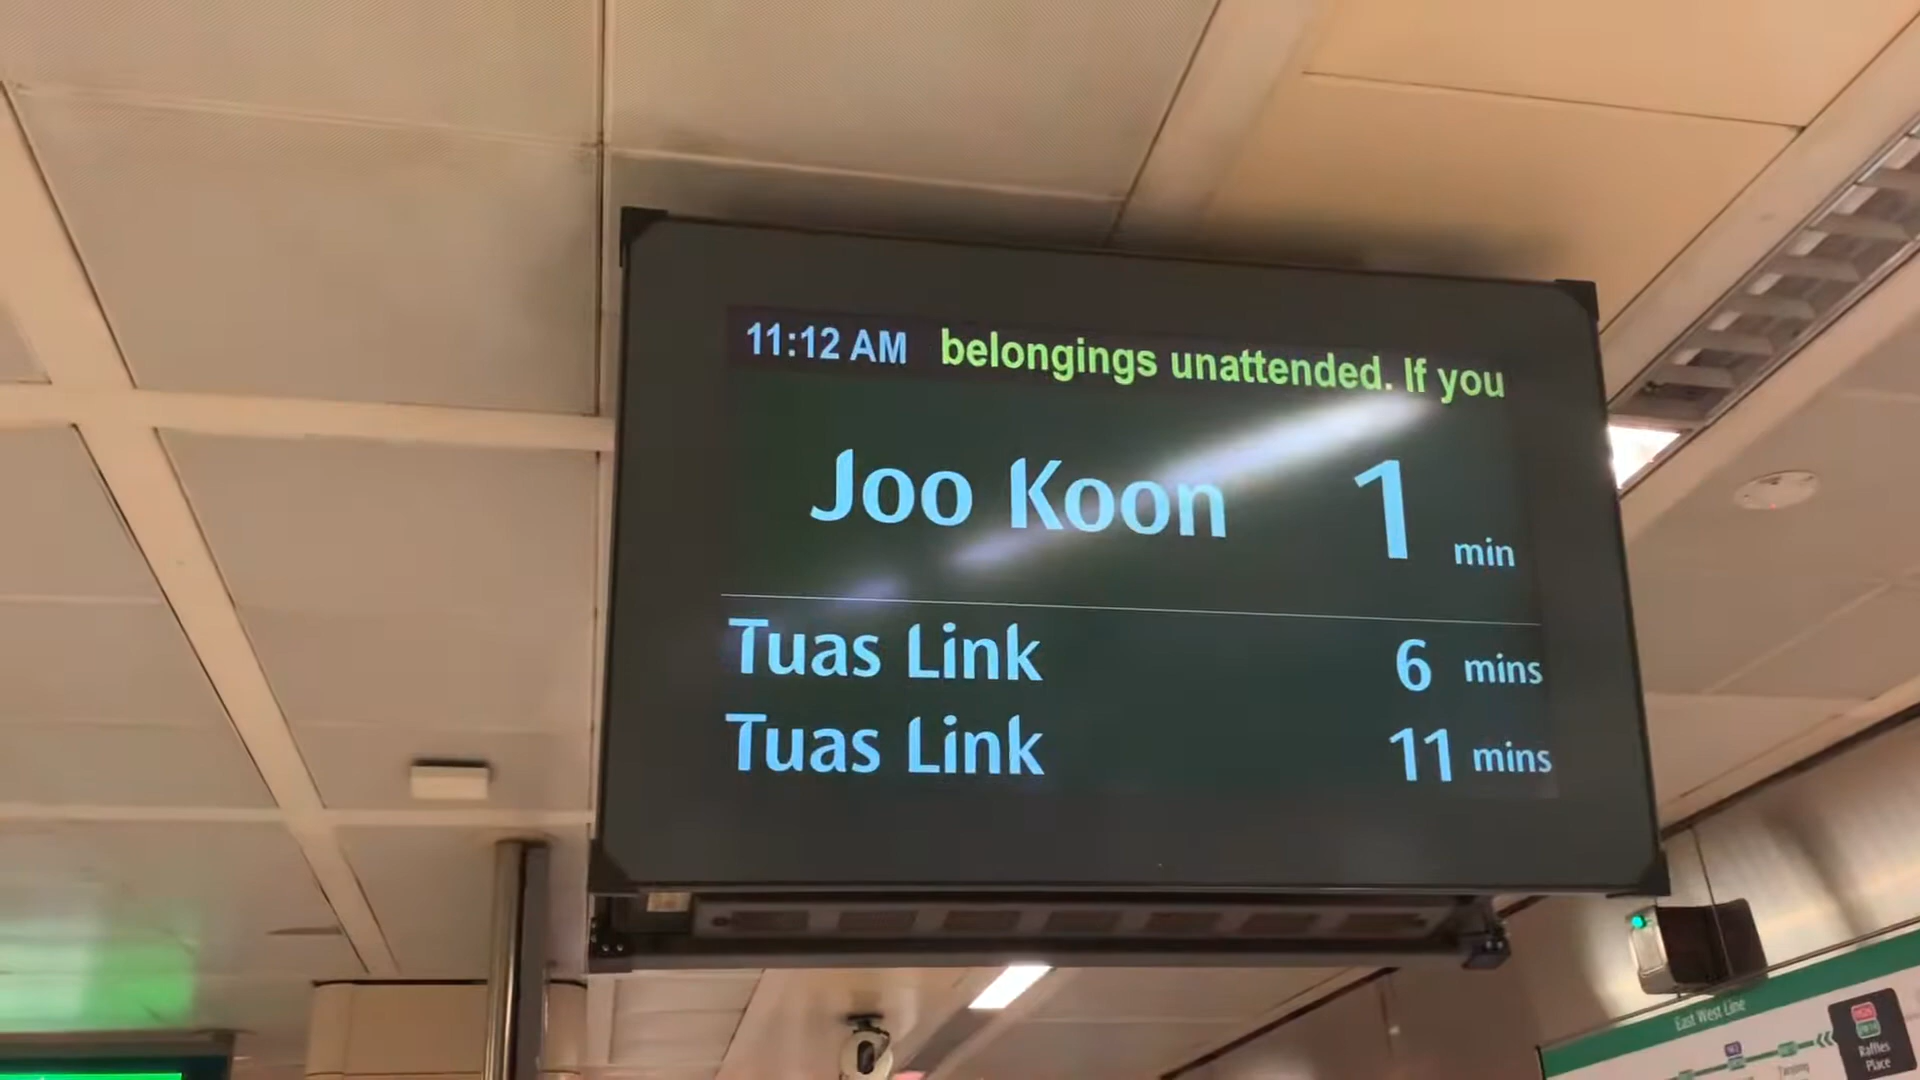 11:12 AM belongings unattended. If you
Joo Koon 1 min
Tuas Link 6 mins
Tuas Link 11 mins
East West Line
Raffles
Place